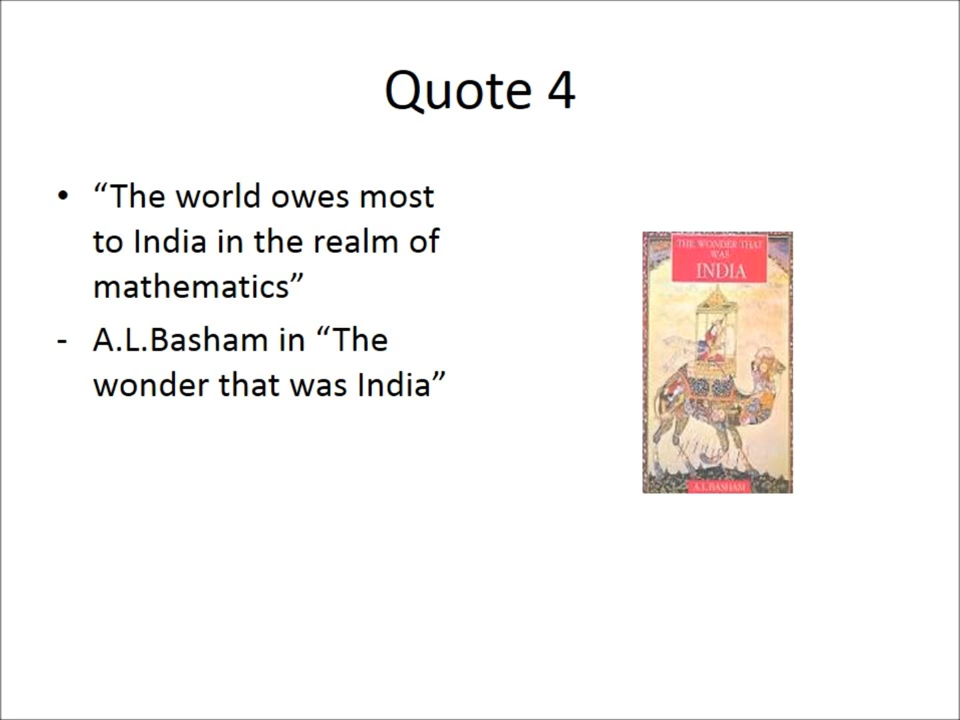 Quote 4
• “The world owes most
to India in the realm of
mathematics”
- A.L.Basham in “The
wonder that was India”
THE WONDER THAT
WAS
INDIA
A.L. BASHAM